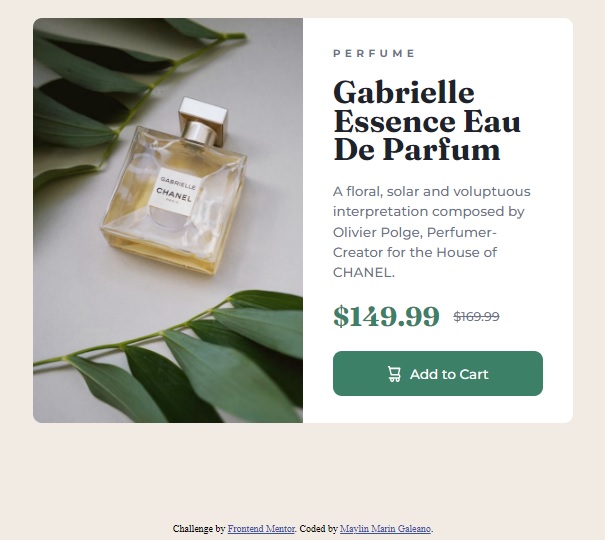 GABRIELLE
CHANEL
PERFUME
Gabrielle
Essence Eau
De Parfum
A floral, solar and voluptuous
interpretation composed by
Olivier Polge, Perfumer-
Creator for the House of
CHANEL.
$149.99 $169.99
Add to Cart
Challenge by Frontend Mentor. Coded by Maylin Marin Galeano.